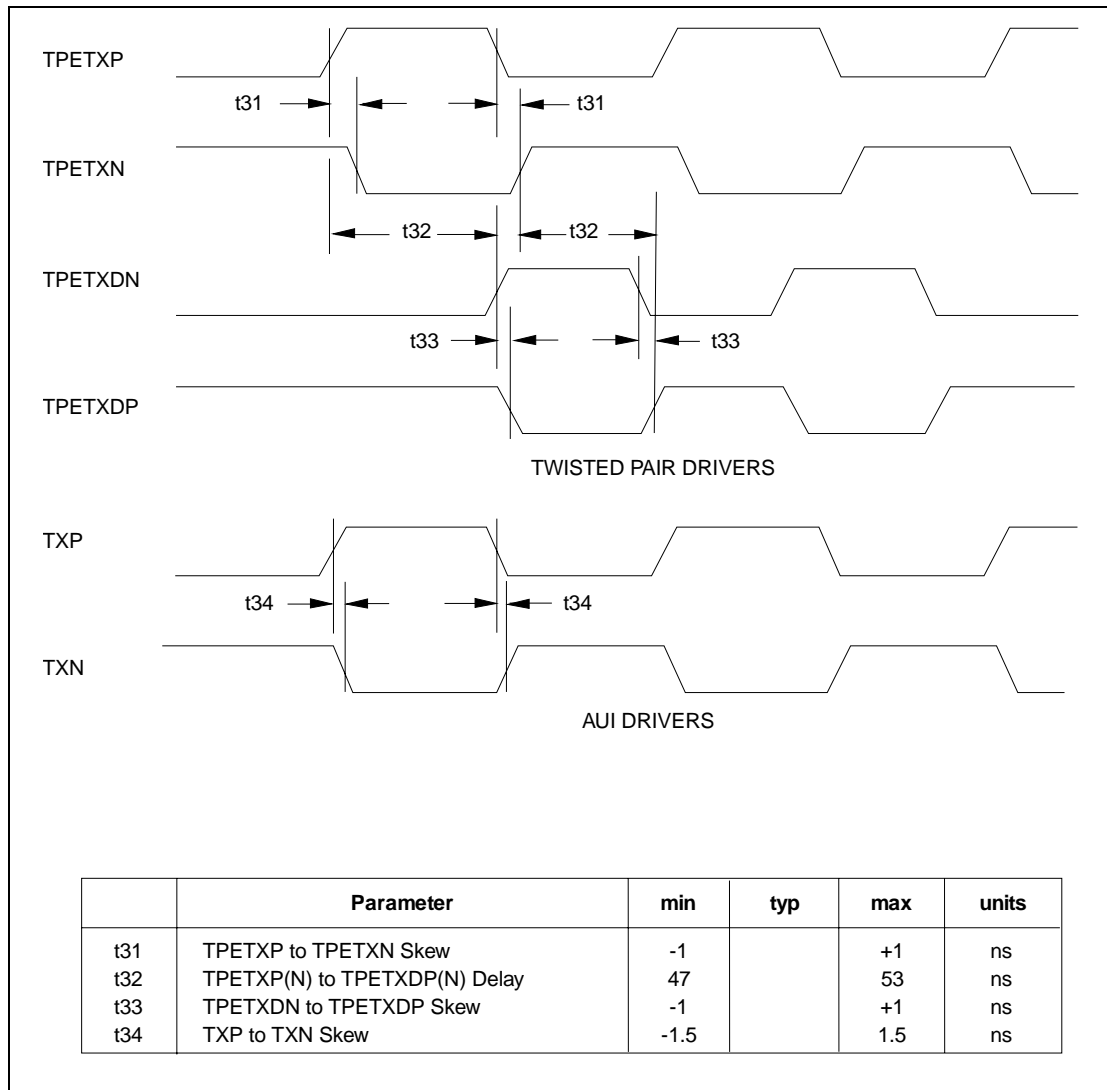 TPETXP
t31 t31
TPETXN
t32 t32
TPETXDN
t33 t33
TPETXDP
TWISTED PAIR DRIVERS
TXP
t34 t34
TXN
AUI DRIVERS
Parameter min typ max units
t31 TPETXP to TPETXN Skew -1 +1 ns
t32 TPETXP(N) to TPETXDP(N) Delay 47 53 ns
t33 TPETXDN to TPETXDP Skew -1 +1 ns
t34 TXP to TXN Skew -1.5 1.5 ns